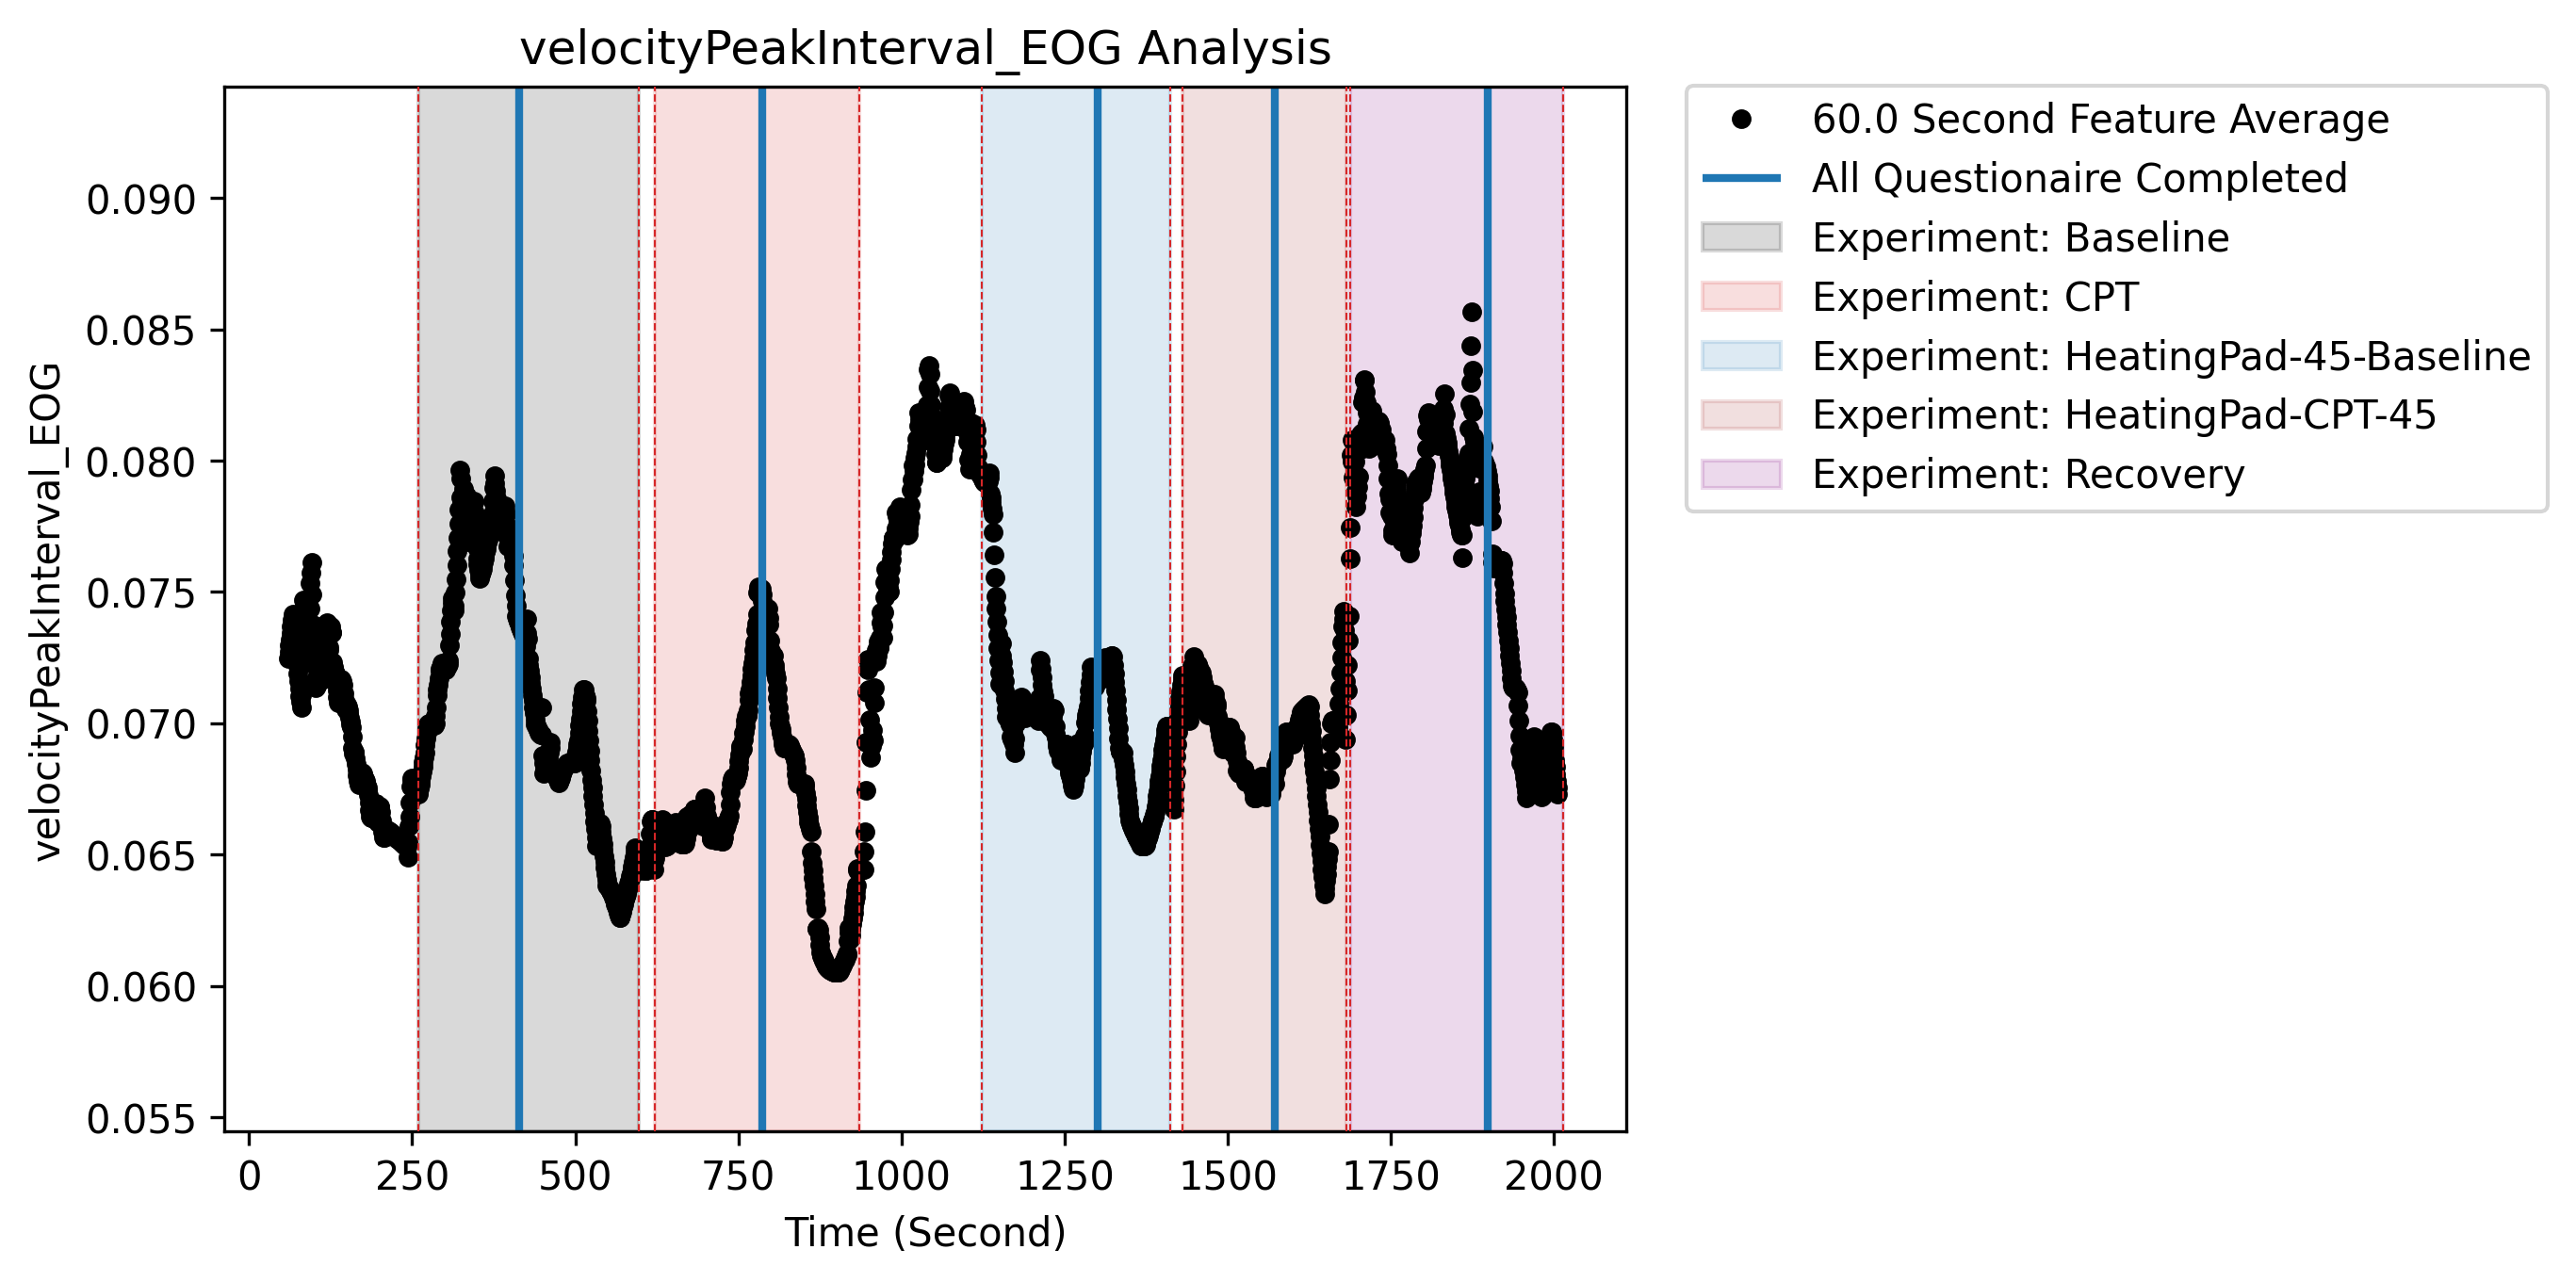 velocityPeakInterval_EOG Analysis
velocityPeakInterval_EOG
0.090
0.085
0.080
0.075
0.070
0.065
0.060
0.055
0 250 500 750 1000 1250 1500 1750 2000
Time (Second)
60.0 Second Feature Average
All Questionaire Completed
Experiment: Baseline
Experiment: CPT
Experiment: HeatingPad-45-Baseline
Experiment: HeatingPad-CPT-45
Experiment: Recovery